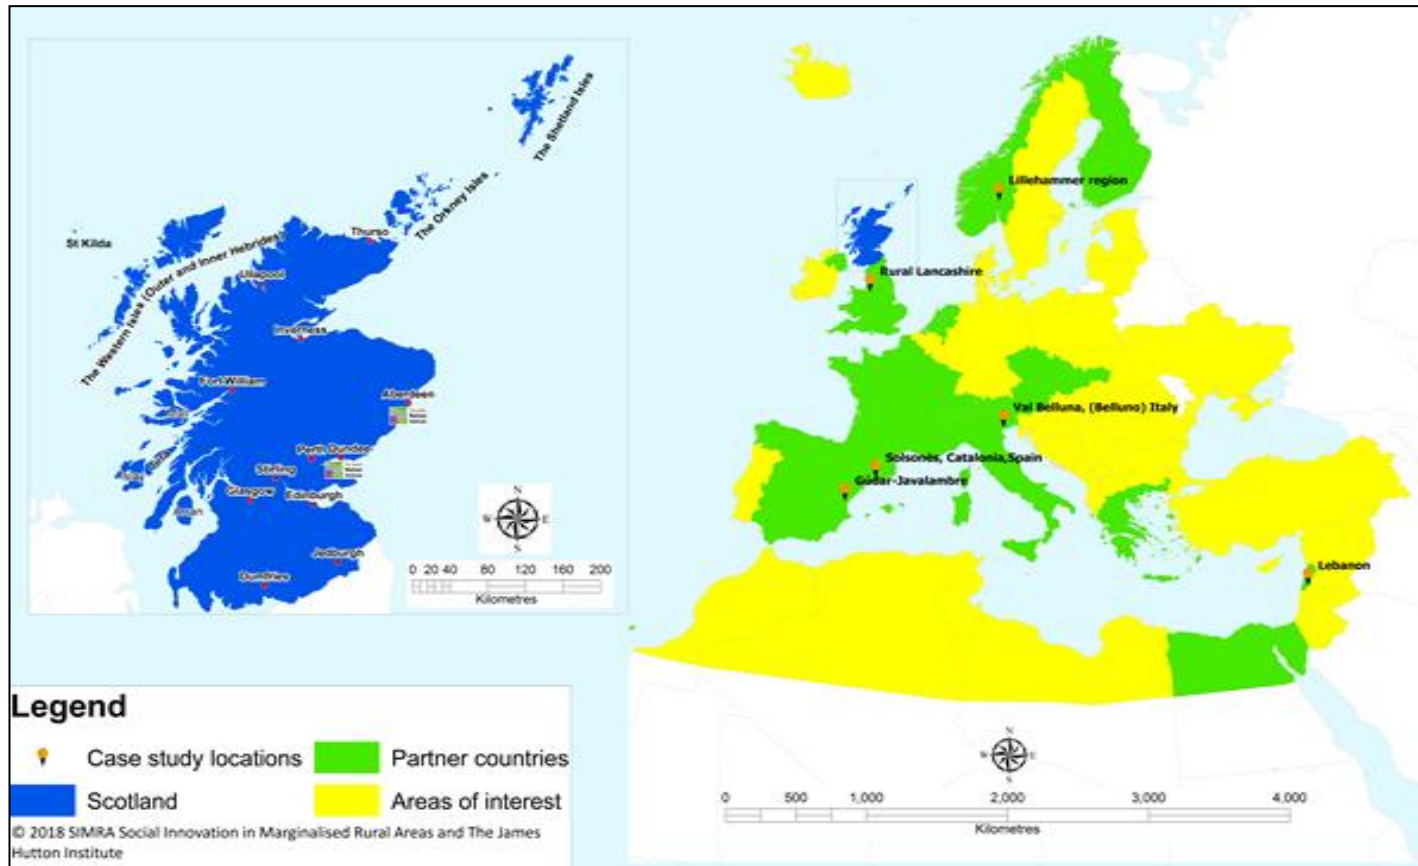 The Shetland Isles
The Orkney Isles
St Kilda
The Western Isles (Outer and Inner Hebrides)
Thurso
Ullapool
Inverness
Fort William
Aberdeen
Perth Dundee
Stirling
Glasgow Edinburgh
Arran
Jedburgh
Dumfries
N
W E
S
0 20 40 80 120 160 200
Kilometres
Lillehammer region
Rural Lancashire
Val Belluna, (Belluno) Italy
Solsonès, Catalonia,Spain
Gúdar-Javalambre
Lebanon
N
W E
S
0 500 1,000 2,000 3,000 4,000
Kilometres
Legend
Case study locations
Partner countries
Scotland
Areas of interest
© 2018 SIMRA Social Innovation in Marginalised Rural Areas and The James
Hutton Institute